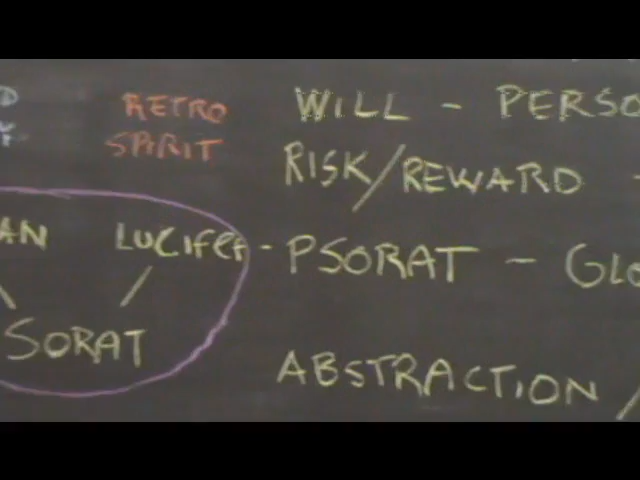 RETRO WILL - PERSO
SPIRIT
RISK/REWARD -
AN LUCIFER - PSORAT - GLO
SORAT
ABSTRACTION /